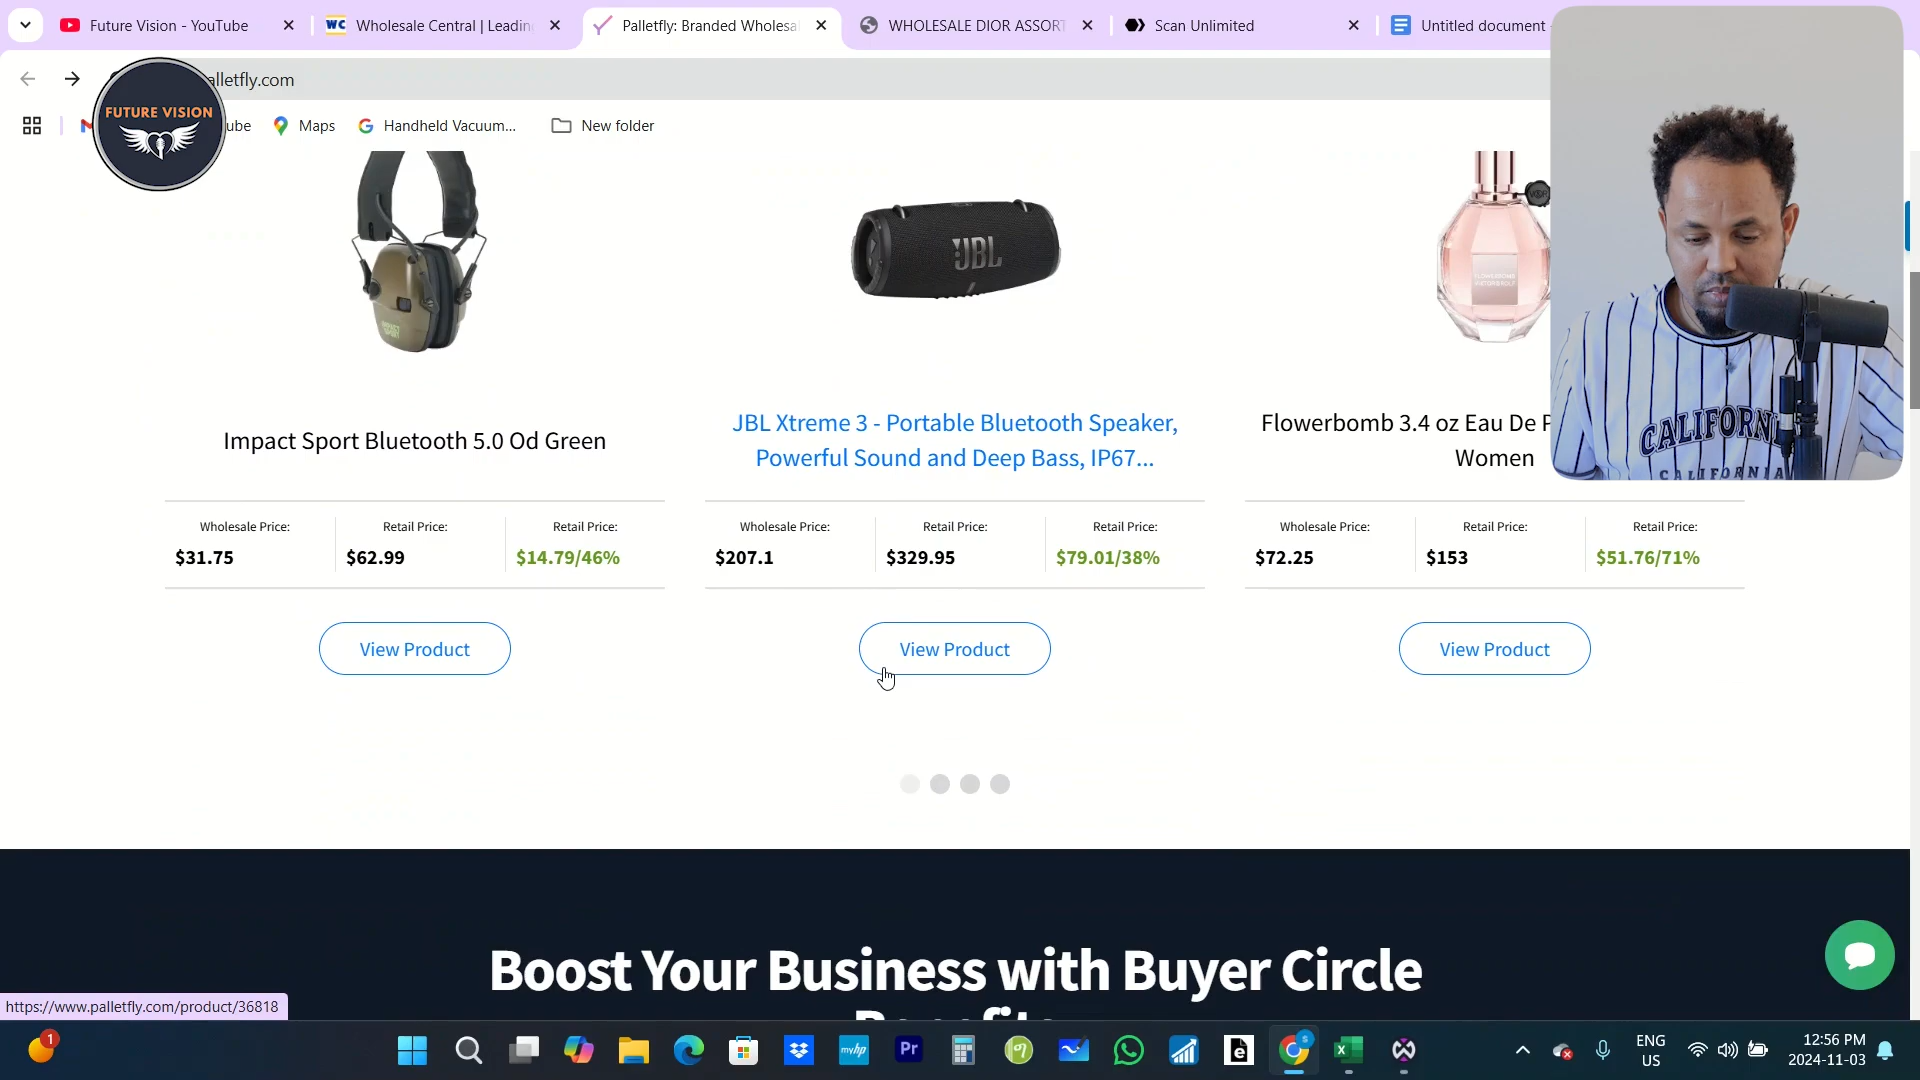 Future Vision - YouTube
Wholesale Central | Leadin
Palletfly: Branded Wholesa
WHOLESALE DIOR ASSORT
Scan Unlimited
Untitled document
alletfly.com
FUTURE VISION
ube
Maps
Handheld Vacuum...
New folder
JBL
Impact Sport Bluetooth 5.0 Od Green
JBL Xtreme 3 - Portable Bluetooth Speaker,
Powerful Sound and Deep Bass, IP67...
Flowerbomb 3.4 oz Eau De P
Women
CALIFORN
CALIFORNIA
Wholesale Price: Retail Price: Retail Price:
$31.75 $62.99 $14.79/46%
Wholesale Price: Retail Price: Retail Price:
$207.1 $329.95 $79.01/38%
Wholesale Price: Retail Price: Retail Price:
$72.25 $153 $51.76/71%
View Product
View Product
View Product
Boost Your Business with Buyer Circle
https://www.palletfly.com/product/36818
1
myhp
Pr
ENG
US
12:56 PM
2024-11-03